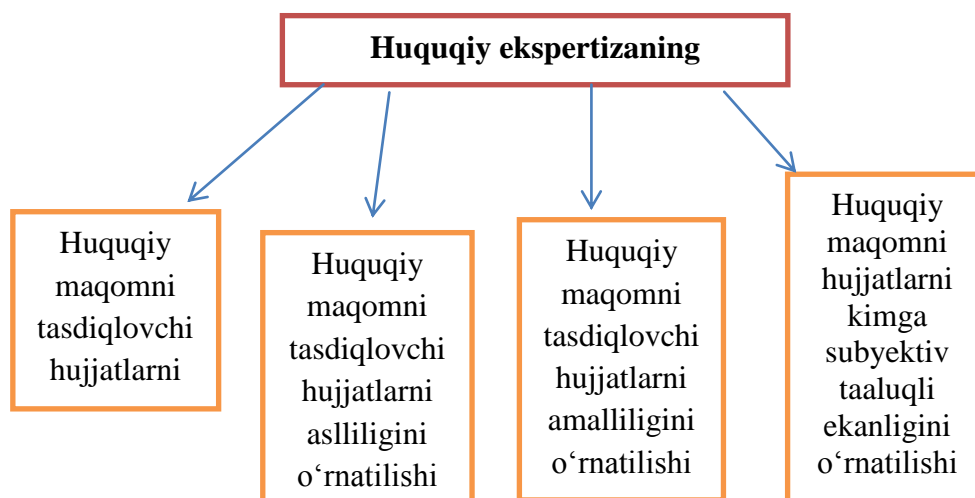 Huquqiy ekspertizaning
Huquqiy
maqomni
tasdiqlovchi
hujjatlarni
Huquqiy
maqomni
tasdiqlovchi
hujjatlarni
aslliligini
o‘rnatilishi
Huquqiy
maqomni
tasdiqlovchi
hujjatlarni
amalliligini
o‘rnatilishi
Huquqiy
maqomni
hujjatlarni
kimga
subyektiv
taaluqli
ekanligini
o‘rnatilishi